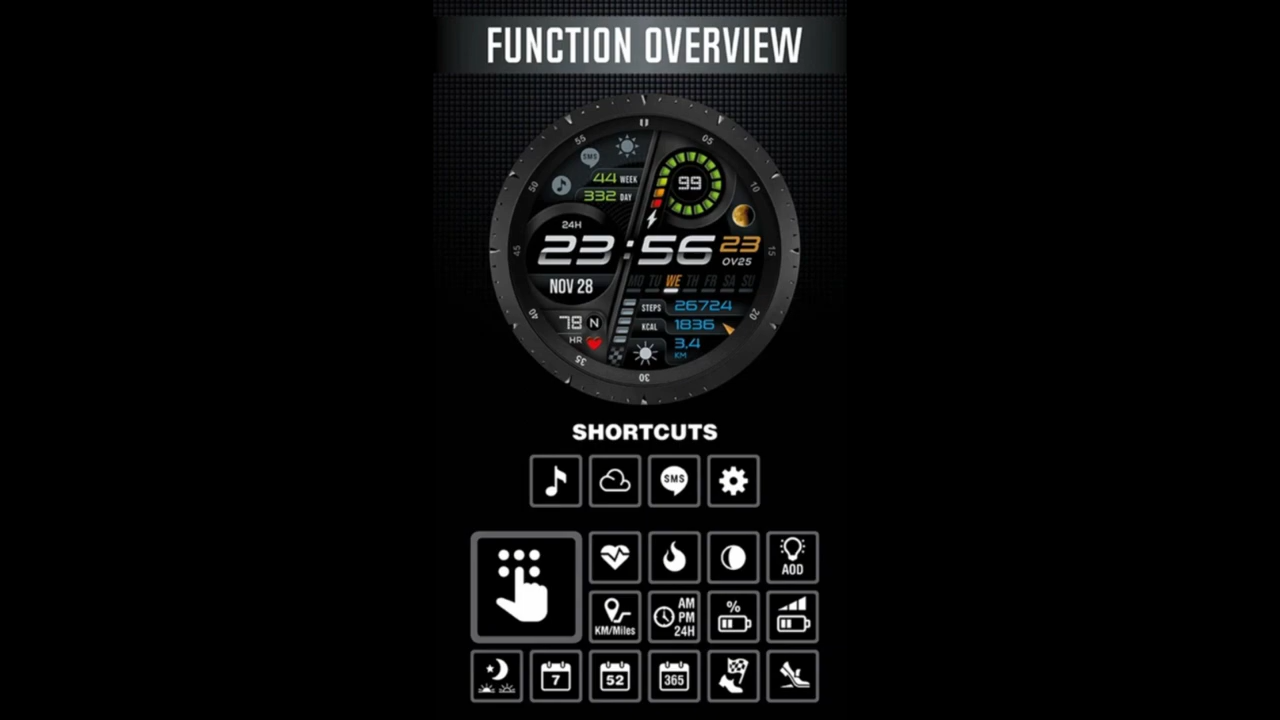 FUNCTION OVERVIEW
55
05
SMS
50
44 WEEK
99
10
332 DAY
24H
45
23:56 23
15
OV25
NOV 28
MO TU WE TH FR SA SU
STEPS 26724
40
78 N
KCAL 1836
20
HR
3,4
KM
35
30
SHORTCUTS
SMS
AOD
KM/Miles
AM
PM
24H
%
7
52
365